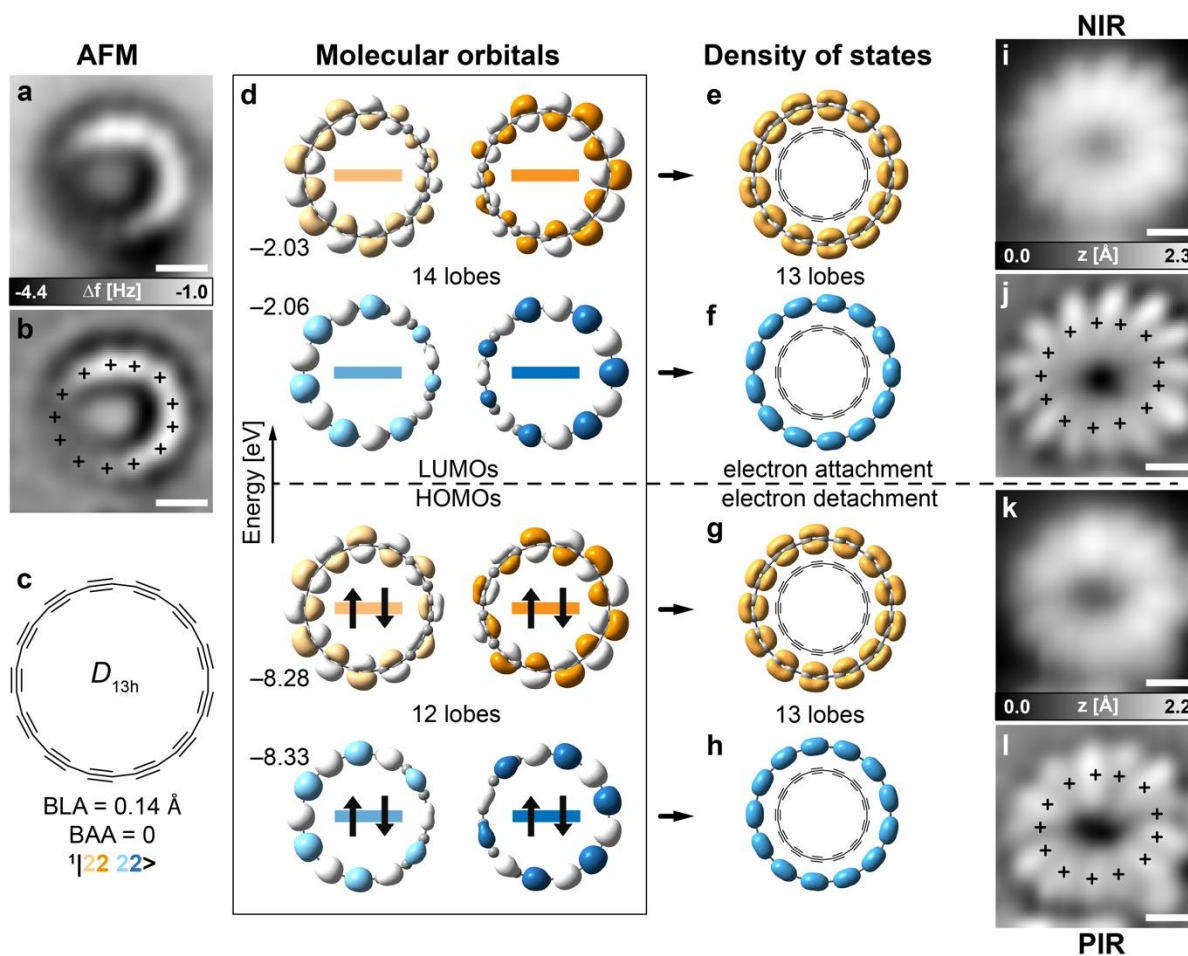 AFM
Molecular orbitals
Density of states
NIR
a
d
e
i
–2.03
14 lobes
13 lobes
-4.4 Δf [Hz] -1.0
0.0 z [Å] 2.3
b
–2.06
f
j
LUMOs
electron attachment
Energy [eV]
HOMOs
electron detachment
g
k
c
D13h
–8.28
12 lobes
13 lobes
0.0 z [Å] 2.2
–8.33
h
l
BLA = 0.14 Å
BAA = 0
¹|22 22>
PIR